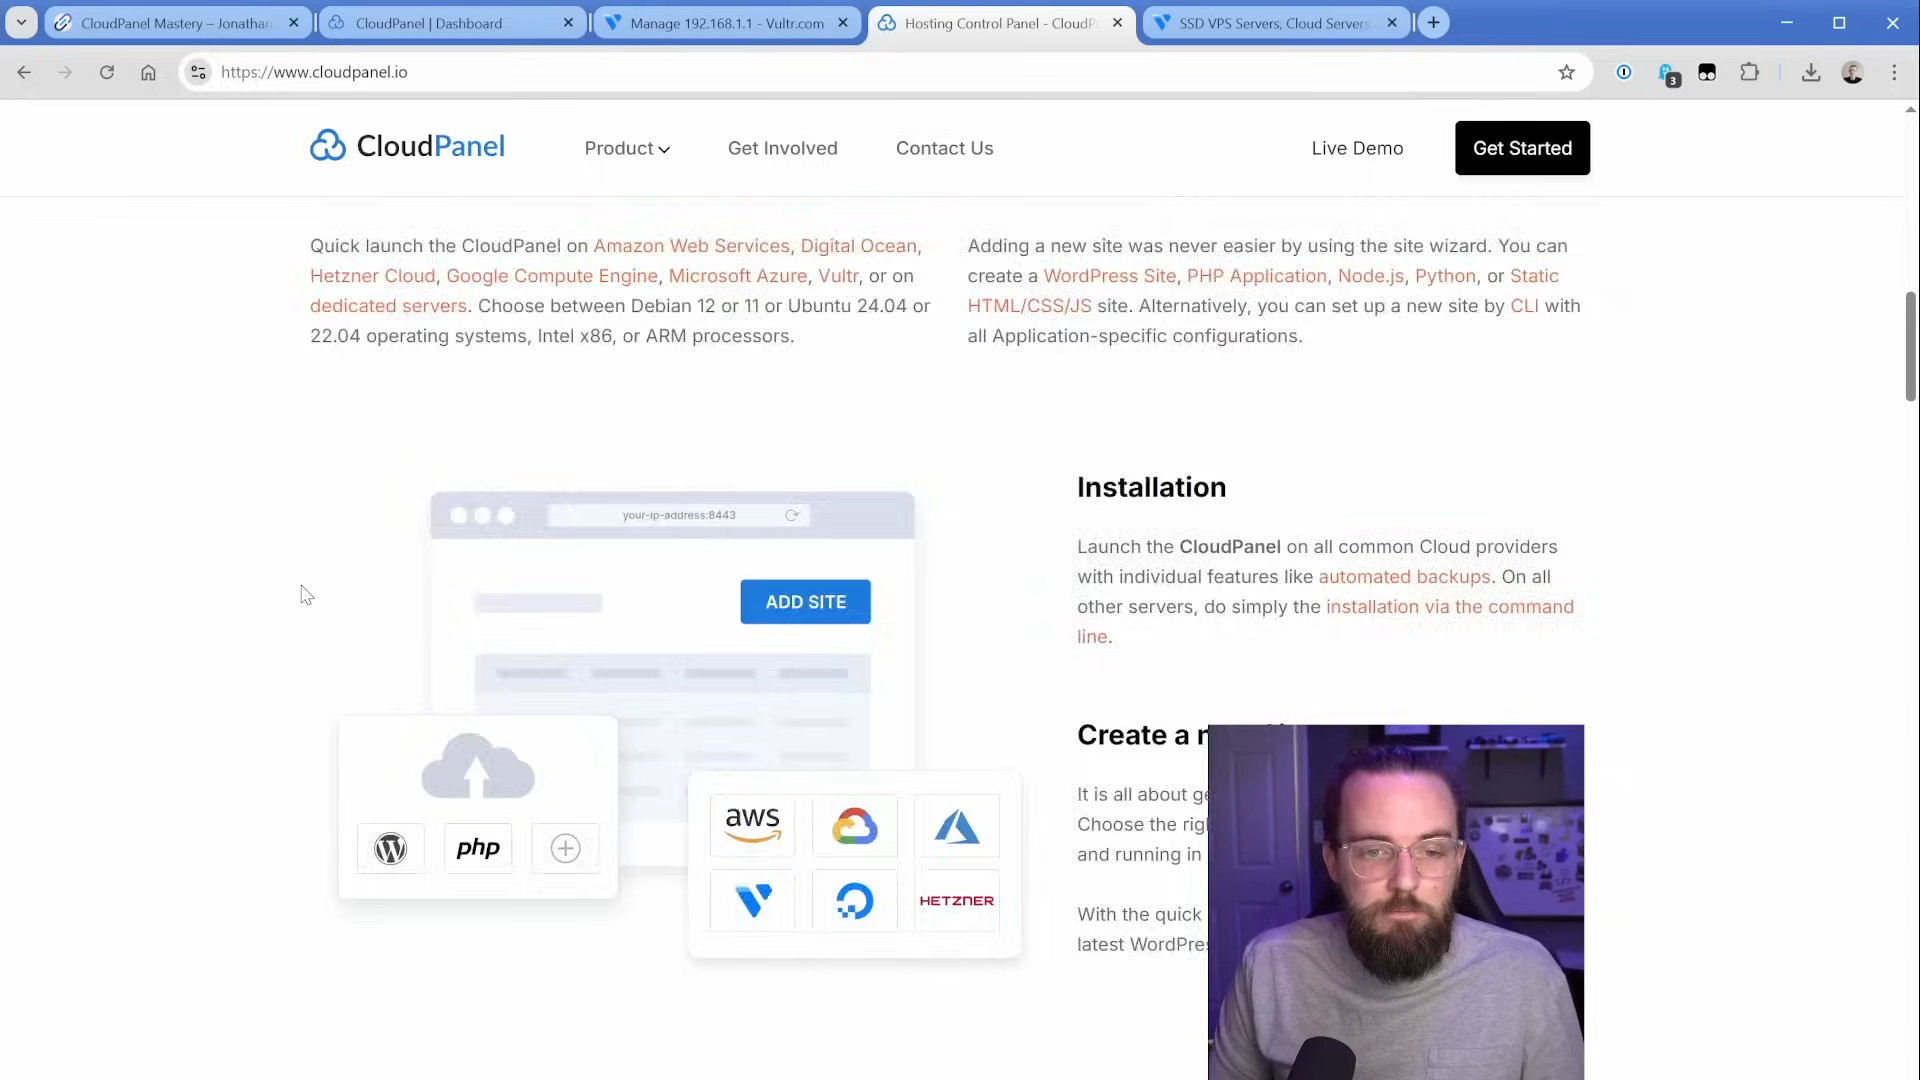 CloudPanel Mastery – Jonathan
CloudPanel | Dashboard
Manage 192.168.1.1 - Vultr.com
Hosting Control Panel - CloudP
SSD VPS Servers, Cloud Servers
https://www.cloudpanel.io
3
CloudPanel
Product
Get Involved
Contact Us
Live Demo
Get Started
Quick launch the CloudPanel on Amazon Web Services, Digital Ocean,
Hetzner Cloud, Google Compute Engine, Microsoft Azure, Vultr, or on
dedicated servers. Choose between Debian 12 or 11 or Ubuntu 24.04 or
22.04 operating systems, Intel x86, or ARM processors.
Adding a new site was never easier by using the site wizard. You can
create a WordPress Site, PHP Application, Node.js, Python, or Static
HTML/CSS/JS site. Alternatively, you can set up a new site by CLI with
all Application-specific configurations.
your-ip-address:8443
ADD SITE
php
aws
HETZNER
Installation
Launch the CloudPanel on all common Cloud providers
with individual features like automated backups. On all
other servers, do simply the installation via the command
line.
Create a n
It is all about ge
Choose the rig
and running in
With the quick
latest WordPre